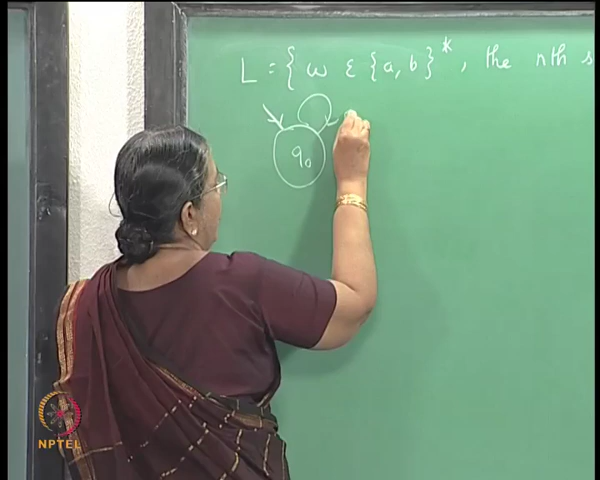 L = { ω ε {a, b}*, the nth s
q₀
NPTEL